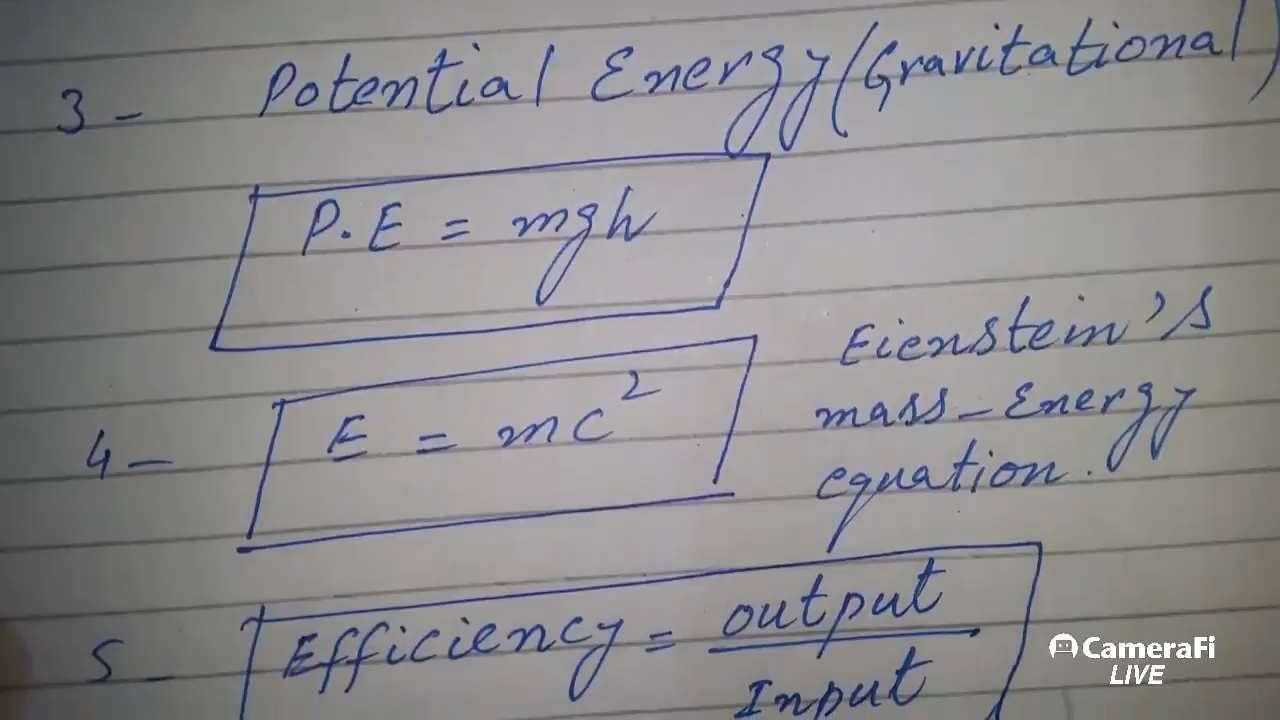 3 - Potential Energy (Gravitational)
P.E = mgh
4 - E = mc²
Eienstein's
mass-Energy
equation.
5 - Efficiency = output
Input
CameraFi
LIVE